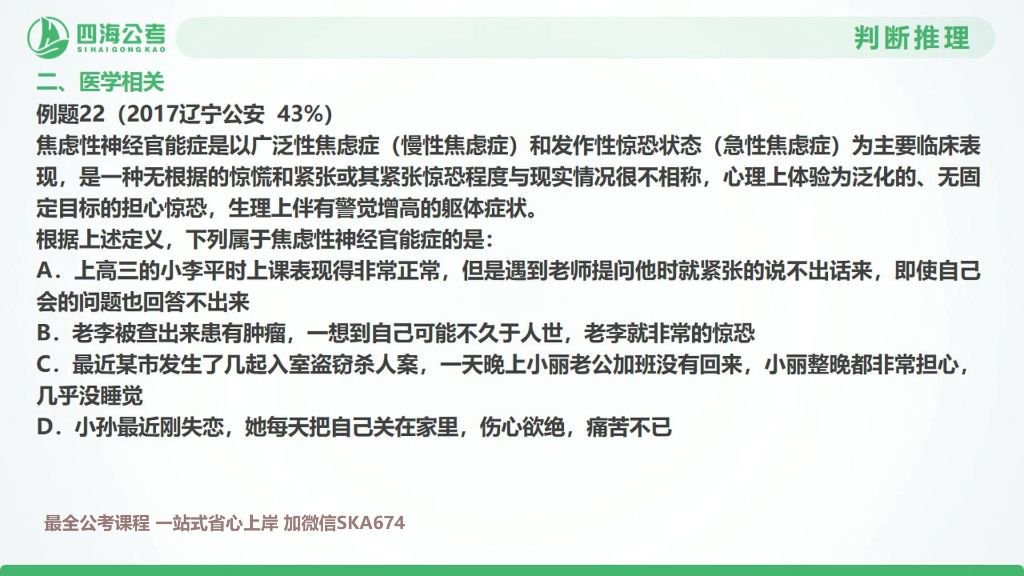 四海公考
SIHAIGONGKAO
判断推理
二、医学相关
例题22（2017辽宁公安 43%）
焦虑性神经官能症是以广泛性焦虑症（慢性焦虑症）和发作性惊恐状态（急性焦虑症）为主要临床表
现，是一种无根据的惊慌和紧张或其紧张惊恐程度与现实情况很不相称，心理上体验为泛化的、无固
定目标的担心惊恐，生理上伴有警觉增高的躯体症状。
根据上述定义，下列属于焦虑性神经官能症的是：
A．上高三的小李平时上课表现得非常正常，但是遇到老师提问他时就紧张的说不出话来，即使自己
会的问题也回答不出来
B．老李被查出来患有肿瘤，一想到自己可能不久于人世，老李就非常的惊恐
C．最近某市发生了几起入室盗窃杀人案，一天晚上小丽老公加班没有回来，小丽整晚都非常担心，
几乎没睡觉
D．小孙最近刚失恋，她每天把自己关在家里，伤心欲绝，痛苦不已
最全公考课程 一站式省心上岸 加微信SKA674